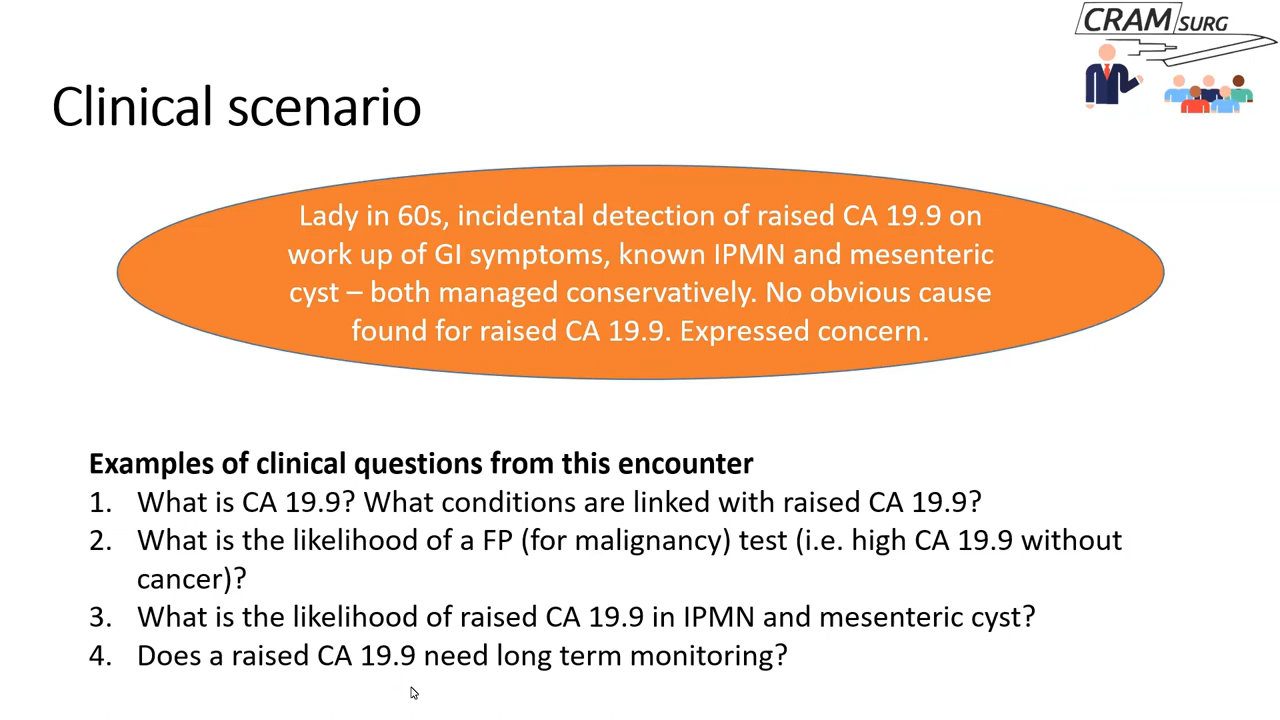 CRAM SURG
Clinical scenario
Lady in 60s, incidental detection of raised CA 19.9 on
work up of GI symptoms, known IPMN and mesenteric
cyst – both managed conservatively. No obvious cause
found for raised CA 19.9. Expressed concern.
Examples of clinical questions from this encounter
1. What is CA 19.9? What conditions are linked with raised CA 19.9?
2. What is the likelihood of a FP (for malignancy) test (i.e. high CA 19.9 without
cancer)?
3. What is the likelihood of raised CA 19.9 in IPMN and mesenteric cyst?
4. Does a raised CA 19.9 need long term monitoring?